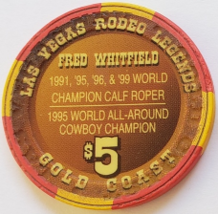 LAS VEGAS RODEO LEGENDS
FRED WHITFIELD
1991, '95, '96, & '99 WORLD
CHAMPION CALF ROPER
1995 WORLD ALL-AROUND
COWBOY CHAMPION
$5
GOLD COAST